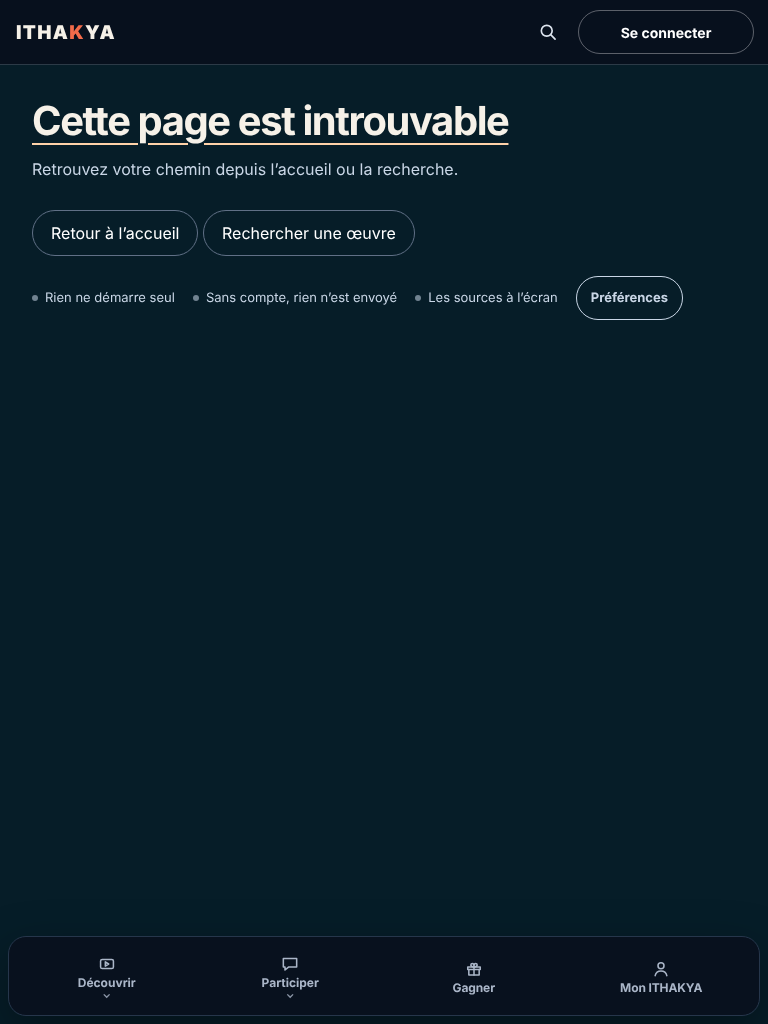 ITHAKYA
Se connecter
Cette page est introuvable
Retrouvez votre chemin depuis l’accueil ou la recherche.
Retour à l’accueil
Rechercher une œuvre
Rien ne démarre seul
Sans compte, rien n’est envoyé
Les sources à l’écran
Préférences
Découvrir
Participer
Gagner
Mon ITHAKYA